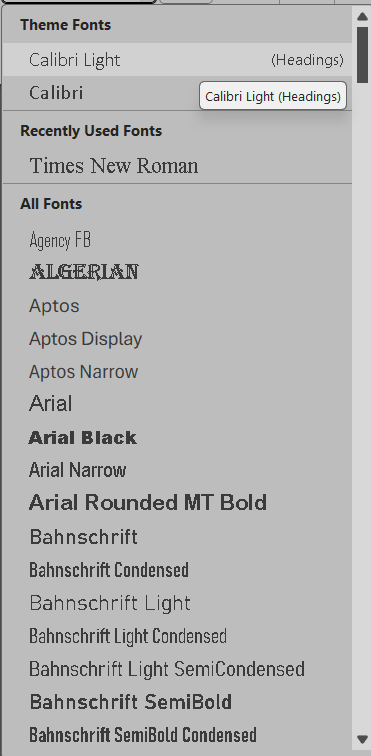 Theme Fonts
Calibri Light (Headings)
Calibri
Calibri Light (Headings)
Recently Used Fonts
Times New Roman
All Fonts
Agency FB
ALGERIAN
Aptos
Aptos Display
Aptos Narrow
Arial
Arial Black
Arial Narrow
Arial Rounded MT Bold
Bahnschrift
Bahnschrift Condensed
Bahnschrift Light
Bahnschrift Light Condensed
Bahnschrift Light SemiCondensed
Bahnschrift SemiBold
Bahnschrift SemiBold Condensed